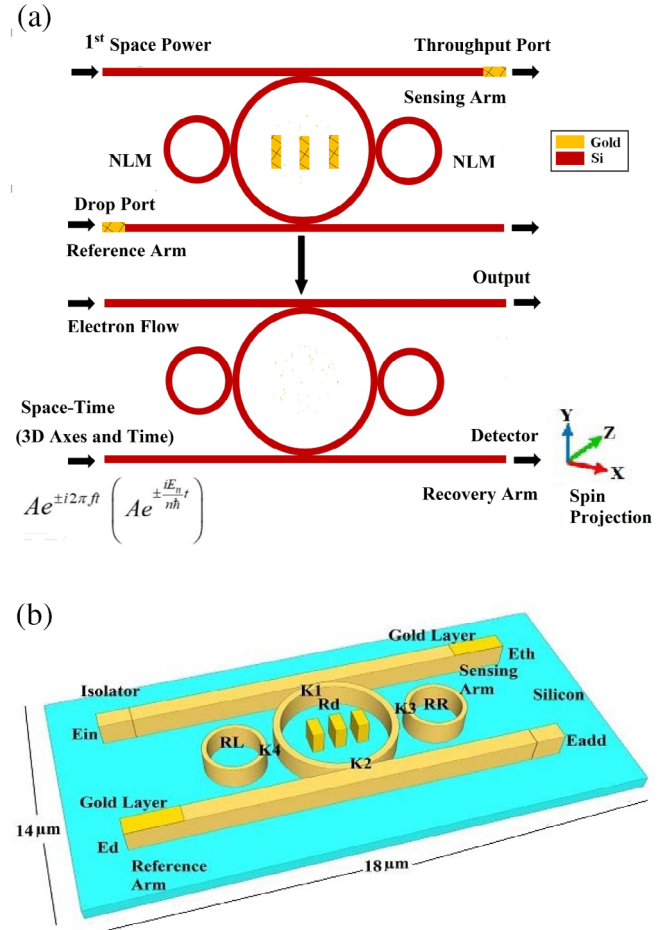 (a)
1st Space Power
Throughput Port
Sensing Arm
Gold
Si
NLM
NLM
Drop Port
Reference Arm
Output
Electron Flow
Space-Time
(3D Axes and Time)
Detector
Recovery Arm
Y
Z
X
Spin
Projection
Ae^{±i2πft} (Ae^{±\frac{iE_n}{nħ}t})
(b)
Gold Layer
Eth
Sensing
Arm
Isolator
K1
Rd
Silicon
Ein
RL
K4
K3
RR
K2
Eadd
Gold Layer
14μm
Ed
Reference
Arm
18μm